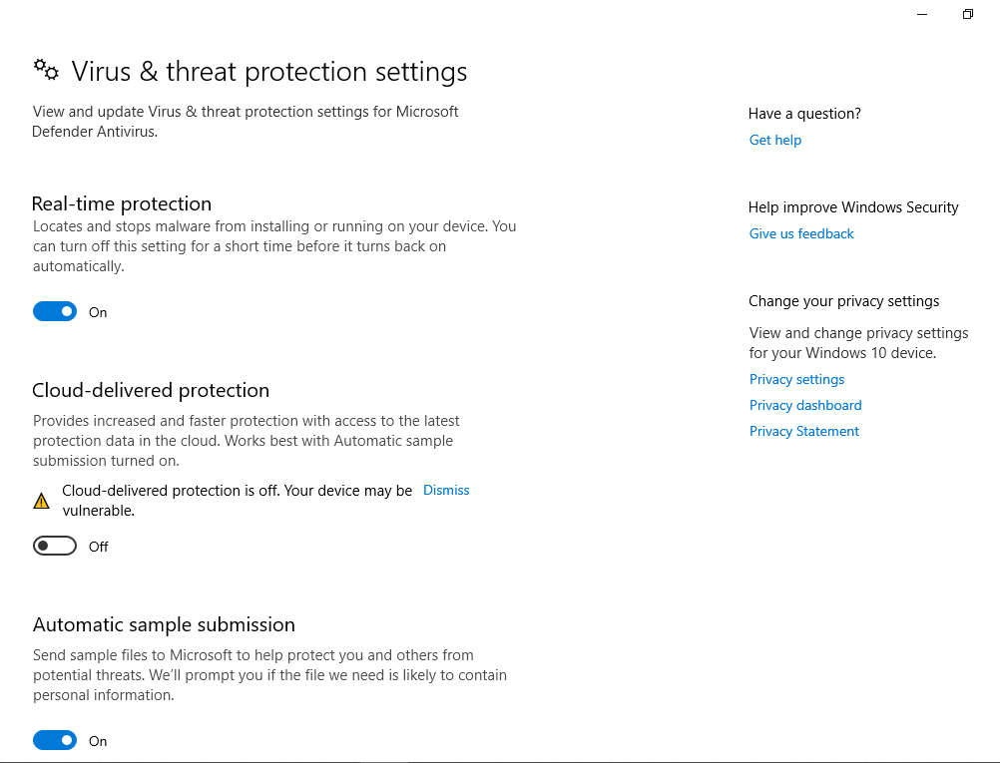 Virus & threat protection settings
View and update Virus & threat protection settings for Microsoft
Defender Antivirus.
Real-time protection
Locates and stops malware from installing or running on your device. You
can turn off this setting for a short time before it turns back on
automatically.
On
Cloud-delivered protection
Provides increased and faster protection with access to the latest
protection data in the cloud. Works best with Automatic sample
submission turned on.
Cloud-delivered protection is off. Your device may be Dismiss
vulnerable.
Off
Automatic sample submission
Send sample files to Microsoft to help protect you and others from
potential threats. We’ll prompt you if the file we need is likely to contain
personal information.
On
Have a question?
Get help
Help improve Windows Security
Give us feedback
Change your privacy settings
View and change privacy settings
for your Windows 10 device.
Privacy settings
Privacy dashboard
Privacy Statement